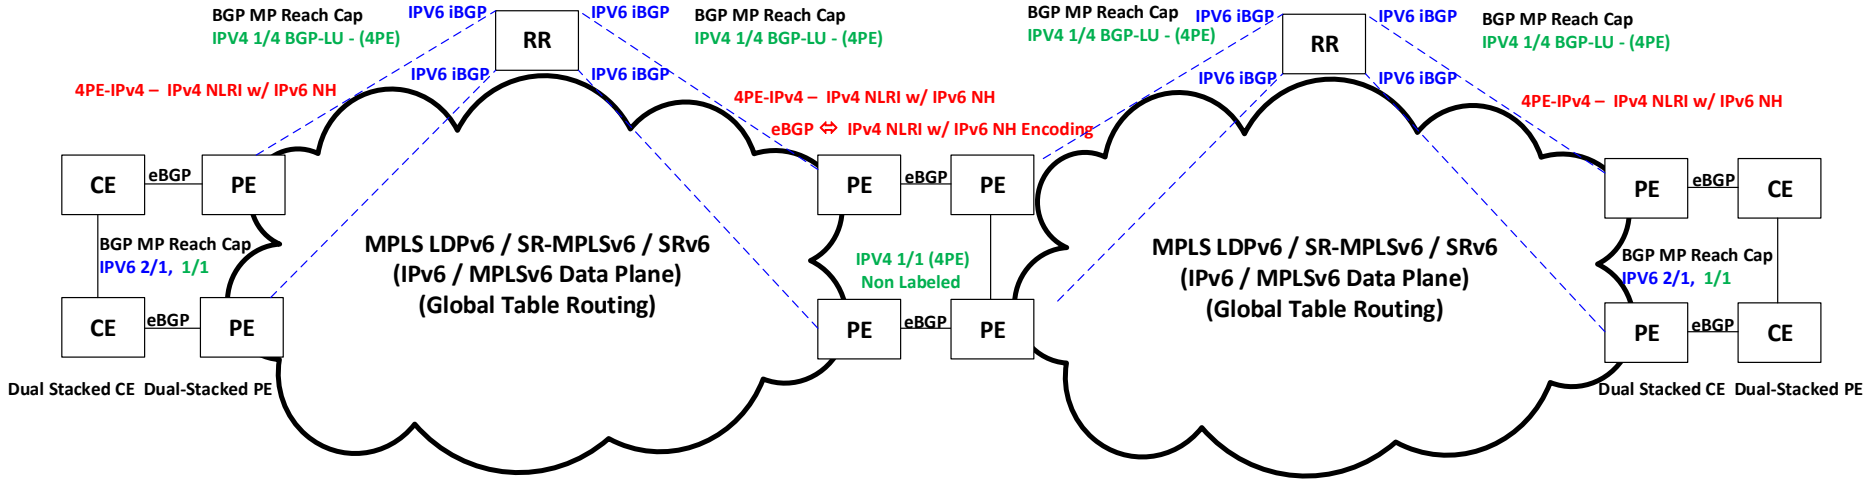 BGP MP Reach Cap
IPV4 1/4 BGP-LU - (4PE)
IPV6 iBGP
RR
IPV6 iBGP
BGP MP Reach Cap
IPV4 1/4 BGP-LU - (4PE)
IPV6 iBGP
IPV6 iBGP
4PE-IPv4 – IPv4 NLRI w/ IPv6 NH
4PE-IPv4 – IPv4 NLRI w/ IPv6 NH
eBGP ⇔ IPv4 NLRI w/ IPv6 NH Encoding
BGP MP Reach Cap
IPV4 1/4 BGP-LU - (4PE)
IPV6 iBGP
RR
IPV6 iBGP
BGP MP Reach Cap
IPV4 1/4 BGP-LU - (4PE)
IPV6 iBGP
IPV6 iBGP
4PE-IPv4 – IPv4 NLRI w/ IPv6 NH
CE
eBGP
PE
PE
eBGP
PE
PE
eBGP
CE
BGP MP Reach Cap
IPV6 2/1, 1/1
MPLS LDPv6 / SR-MPLSv6 / SRv6
(IPv6 / MPLSv6 Data Plane)
(Global Table Routing)
IPV4 1/1 (4PE)
Non Labeled
MPLS LDPv6 / SR-MPLSv6 / SRv6
(IPv6 / MPLSv6 Data Plane)
(Global Table Routing)
BGP MP Reach Cap
IPV6 2/1, 1/1
CE
eBGP
PE
PE
eBGP
PE
PE
eBGP
CE
Dual Stacked CE
Dual-Stacked PE
Dual Stacked CE
Dual-Stacked PE